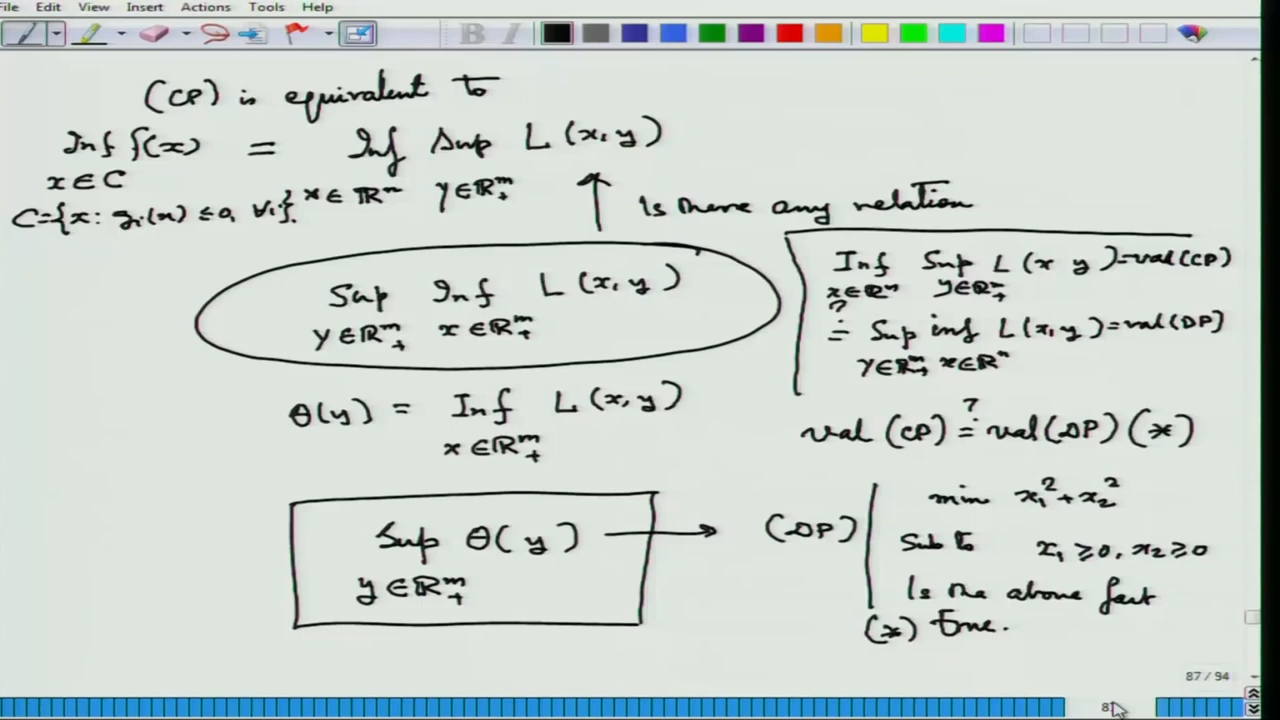 File Edit View Insert Actions Tools Help
B I
(CP) is equivalent to
Inf f(x) = Inf Sup L(x, y)
x∈C x∈ℝⁿ y∈ℝ₊ᵐ
C={x: gᵢ(x) ≤ 0, ∀i}.
Is there any relation
Sup Inf L(x, y)
y∈ℝ₊ᵐ x∈ℝ₊ᵐ
θ(y) = Inf L(x, y)
x∈ℝ₊ᵐ
Sup θ(y) → (DP)
y∈ℝ₊ᵐ
Inf Sup L(x y)=val(CP)
x∈ℝⁿ y∈ℝ₊ᵐ
?
= Sup inf L(x, y)=val(DP)
y∈ℝ₊ᵐ x∈ℝⁿ
?
val (CP) = val(DP) (*)
min x₁² + x₂²
Sub to x₁ ≥ 0, x₂ ≥ 0
Is the above fact
(*) true.
87 / 94